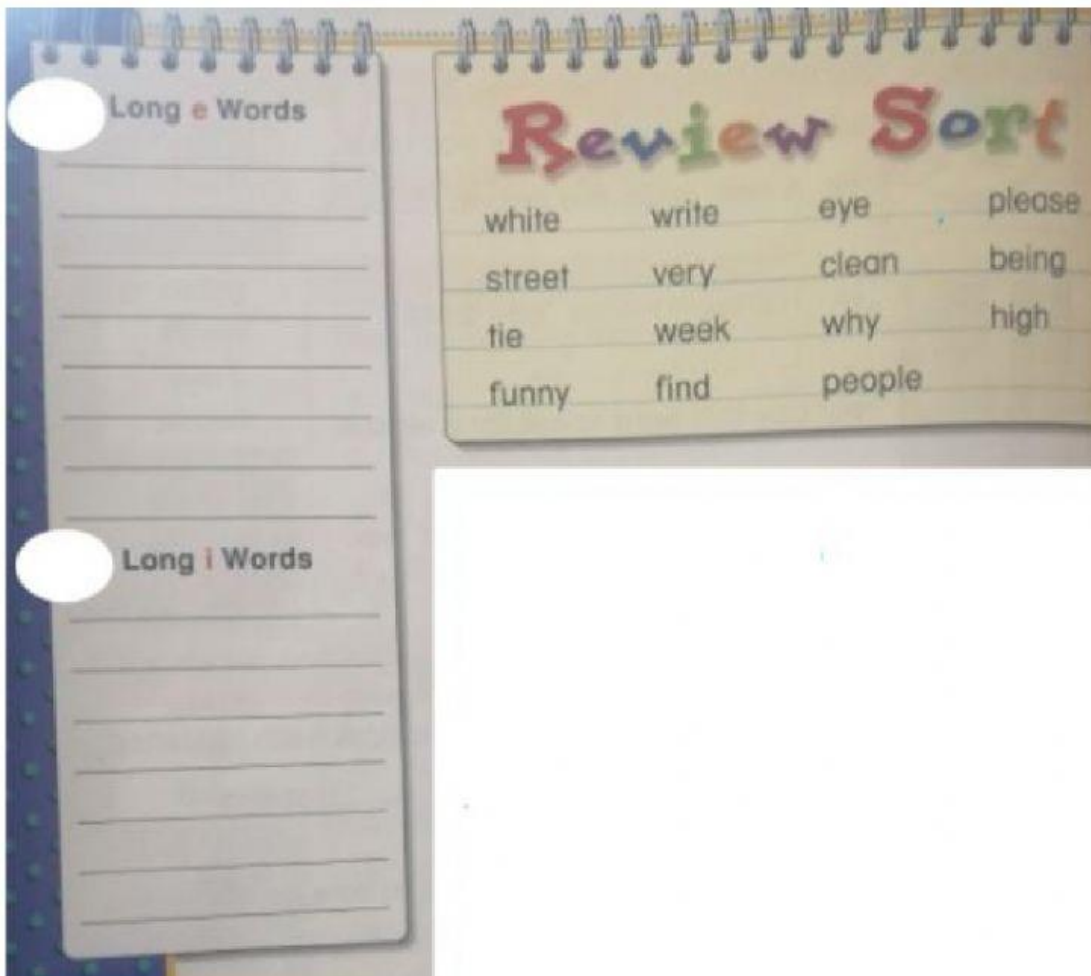 Long e Words
Long i Words
Review Sort
white write eye please
street very clean being
tie week why high
funny find people